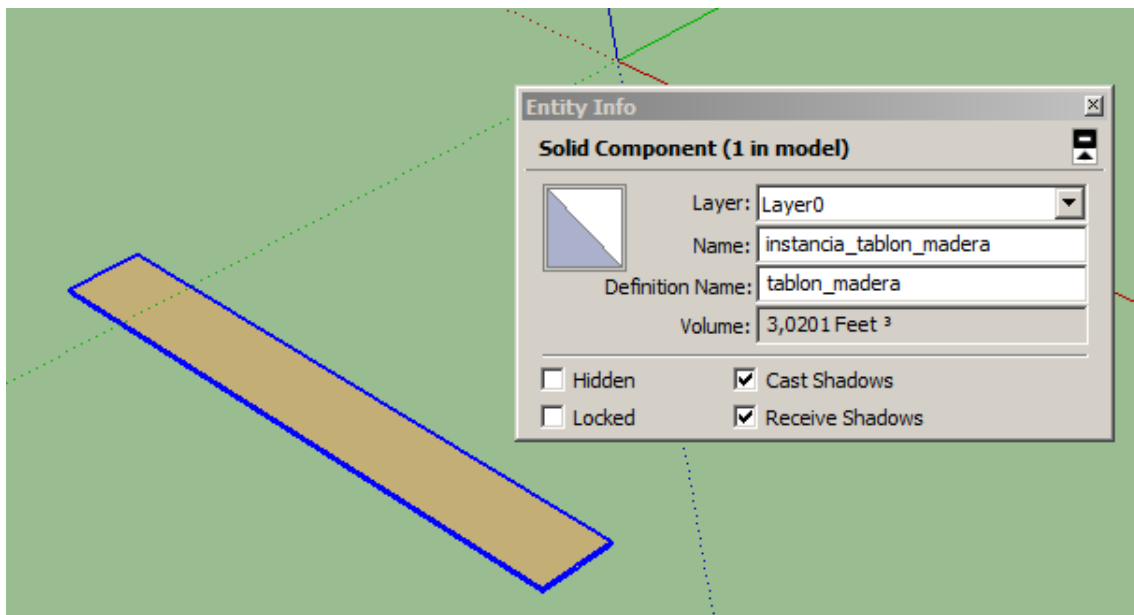 Entity Info
Solid Component (1 in model)
Layer: Layer0
Name: instancia_tablon_madera
Definition Name: tablon_madera
Volume: 3,0201 Feet ³
Hidden Cast Shadows
Locked Receive Shadows